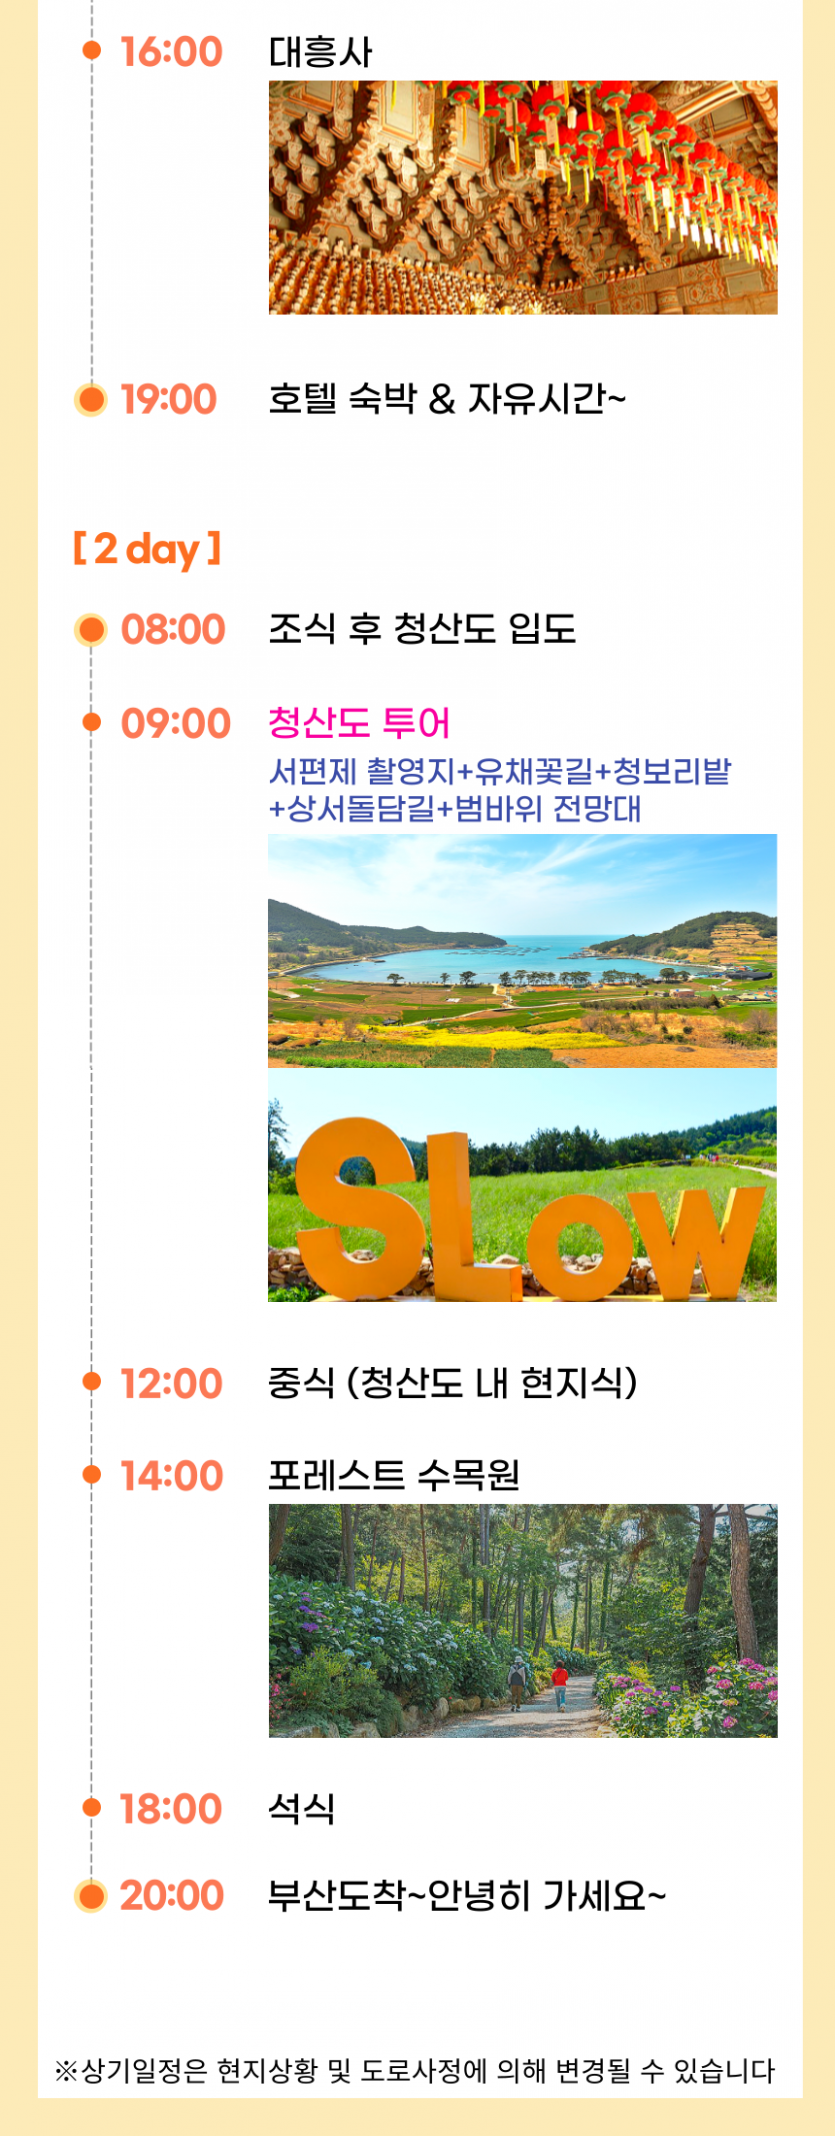 16:00 대흥사
19:00 호텔 숙박 & 자유시간~
[ 2 day ]
08:00 조식 후 청산도 입도
09:00 청산도 투어
서편제 촬영지+유채꽃길+청보리밭
+상서돌담길+범바위 전망대
SLOW
12:00 중식 (청산도 내 현지식)
14:00 포레스트 수목원
18:00 석식
20:00 부산도착~안녕히 가세요~
※상기일정은 현지상황 및 도로사정에 의해 변경될 수 있습니다